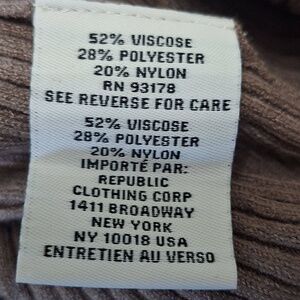 52% VISCOSE
28% POLYESTER
20% NYLON
RN 93178
SEE REVERSE FOR CARE
52% VISCOSE
28% POLYESTER
20% NYLON
IMPORTÉ PAR:
REPUBLIC
CLOTHING CORP
1411 BROADWAY
NEW YORK
NY 10018 USA
ENTRETIEN AU VERSO